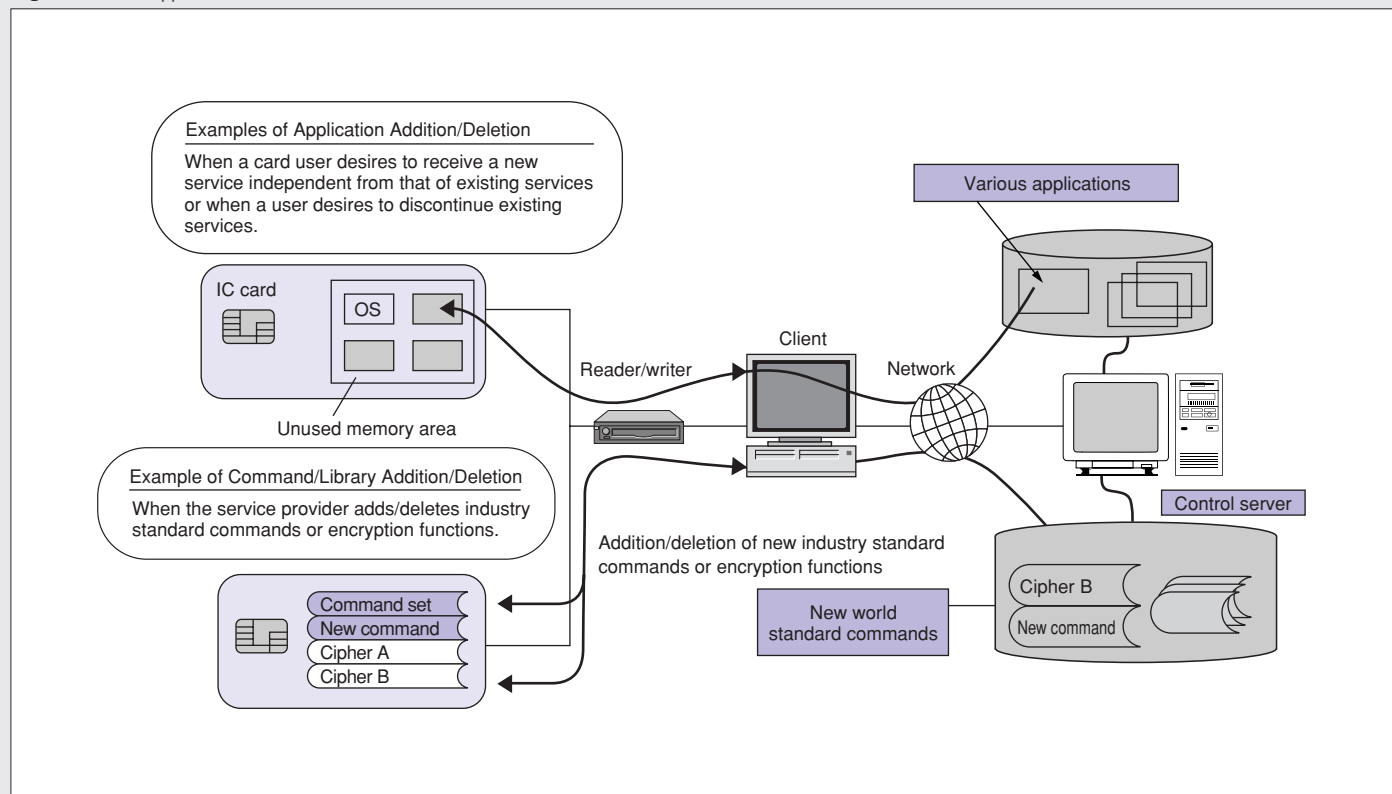 Examples of Application Addition/Deletion
When a card user desires to receive a new
service independent from that of existing services
or when a user desires to discontinue existing
services.
Various applications
IC card
OS
Client
Reader/writer
Network
Unused memory area
Example of Command/Library Addition/Deletion
When the service provider adds/deletes industry
standard commands or encryption functions.
Control server
Addition/deletion of new industry standard
commands or encryption functions
Cipher B
New command
New world
standard commands
Command set
New command
Cipher A
Cipher B